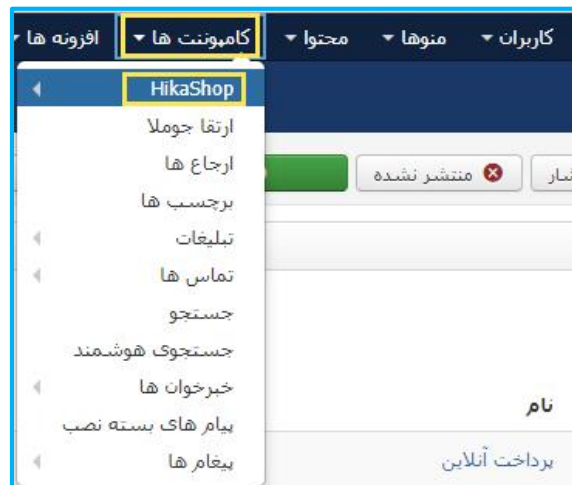 کاربران منوها محتوا کامپوننت ها افزونه ها
HikaShop
ارتقا جوملا
ارجاع ها
برچسب ها
تبلیغات
تماس ها
جستجو
جستجوی هوشمند
خبرخوان ها
پیام های بسته نصب
پیغام ها
منتشر نشده
نام
پرداخت آنلاین